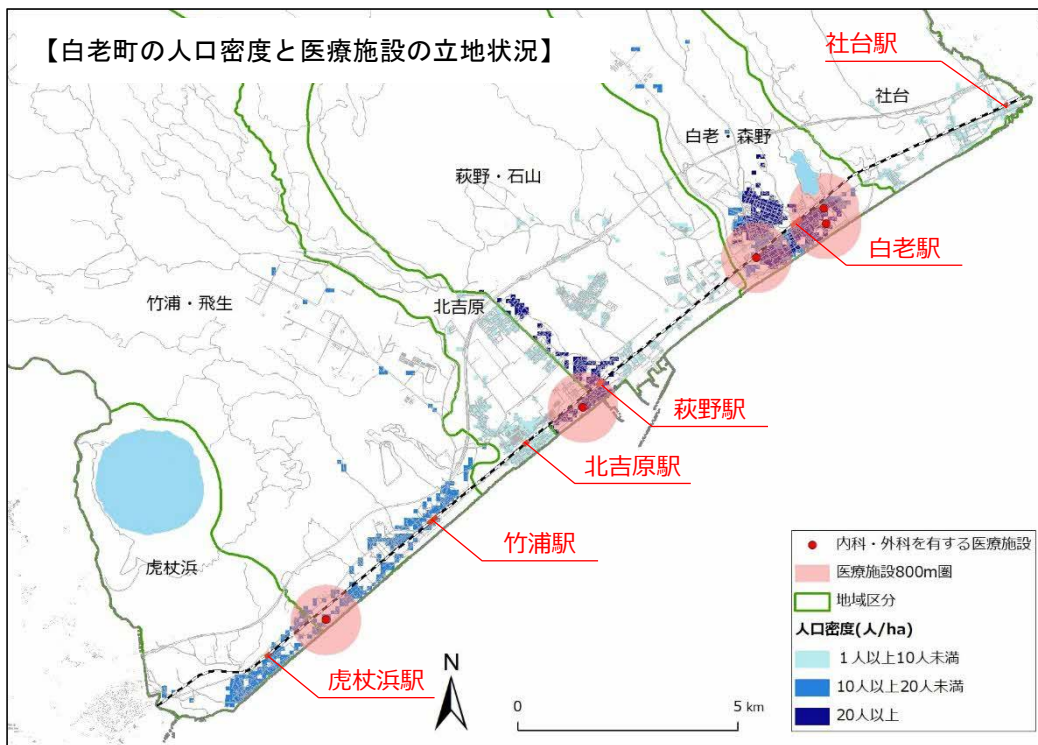 【白老町の人口密度と医療施設の立地状況】
社台駅
社台
白老・森野
萩野・石山
白老駅
竹浦・飛生
北吉原
萩野駅
北吉原駅
竹浦駅
虎杖浜
虎杖浜駅
N
0
5 km
内科・外科を有する医療施設
医療施設800m圏
地域区分
人口密度(人/ha)
1人以上10人未満
10人以上20人未満
20人以上